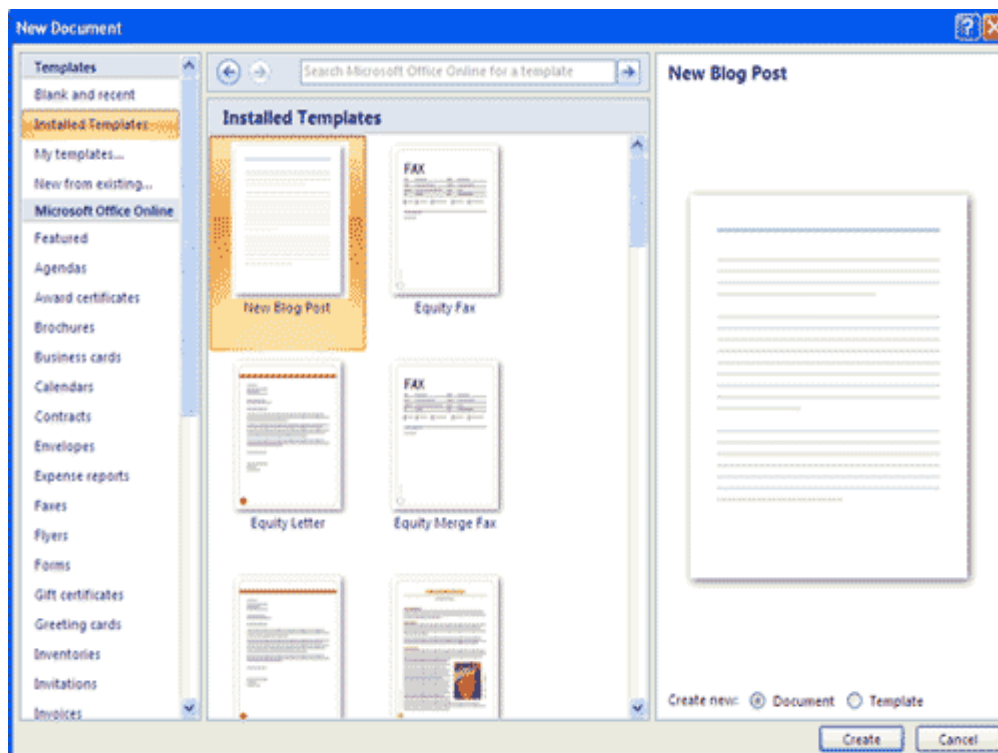 New Document
Templates
Blank and recent
Installed Templates
My templates...
New from existing...
Microsoft Office Online
Featured
Agendas
Award certificates
Brochures
Business cards
Calendars
Contracts
Envelopes
Expense reports
Faxes
Flyers
Forms
Gift certificates
Greeting cards
Inventories
Invitations
Invoices
Search Microsoft Office Online for a template
Installed Templates
New Blog Post
FAX
Equity Fax
Equity Letter
FAX
Equity Merge Fax
New Blog Post
Create new: Document Template
Create Cancel